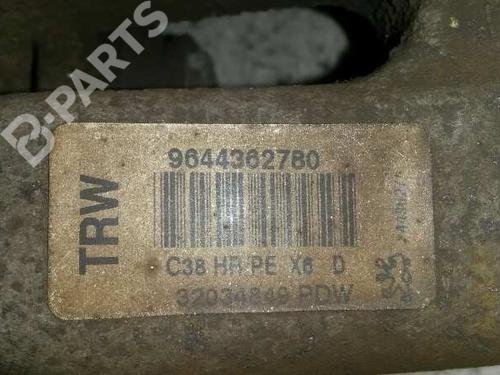 B-PARTS
TRW
9644362780
C38 HR PE X6 D
32034849 PDW